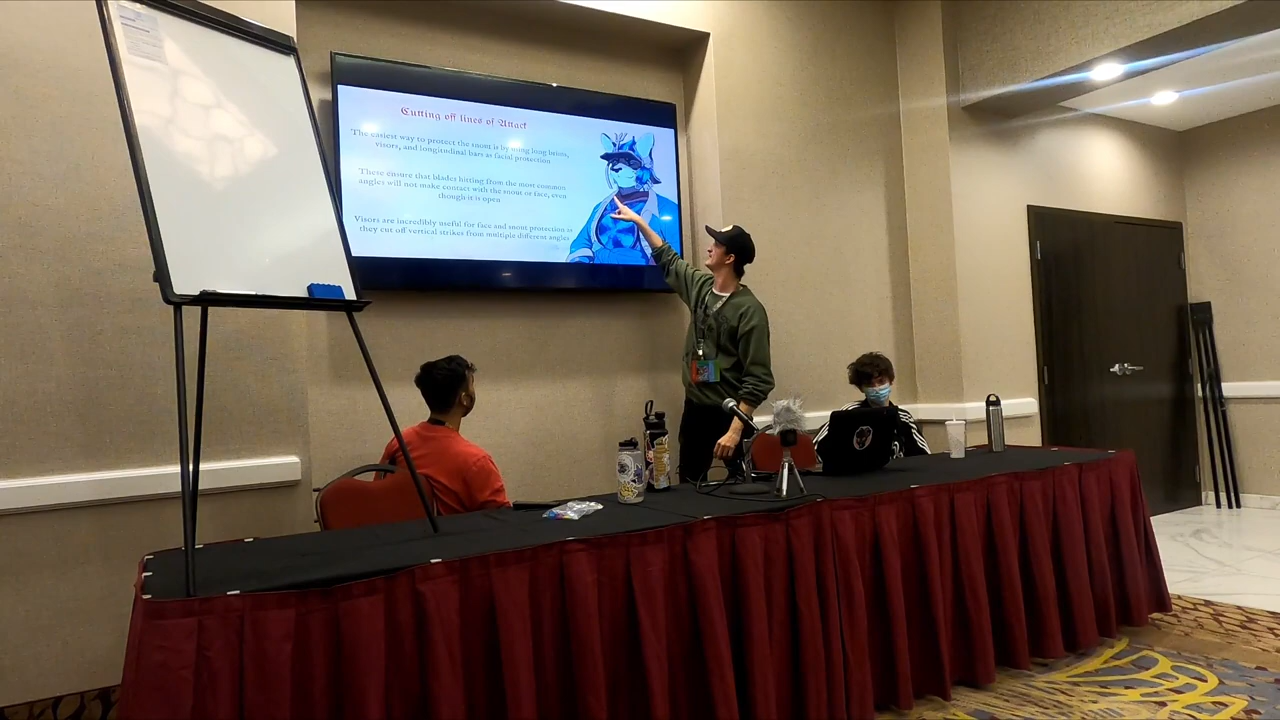 Cutting off lines of Attack
The easiest way to protect the snout is by using long brims,
visors, and longitudinal bars as facial protection
These ensure that blades hitting from the most common
angles will not make contact with the snout or face, even
though it is open
Visors are incredibly useful for face and snout protection as
they cut off vertical strikes from multiple different angles